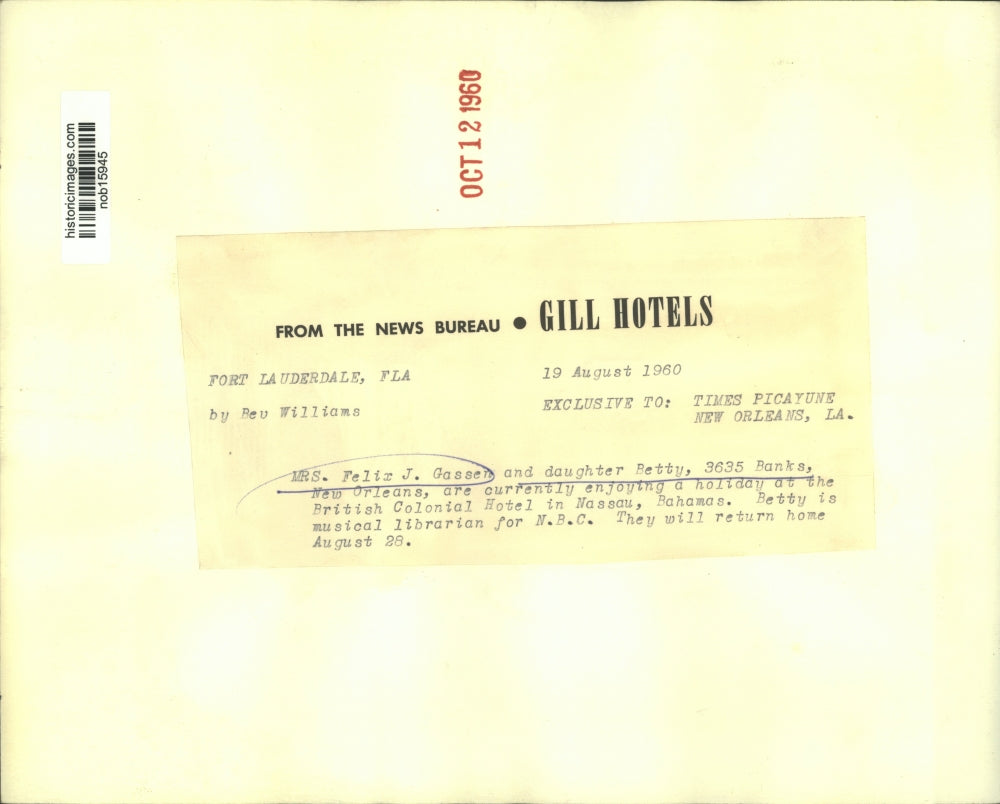 historicimages.com
nob15945
OCT 12 1960
FROM THE NEWS BUREAU • GILL HOTELS
FORT LAUDERDALE, FLA
19 August 1960
by Bev Williams
EXCLUSIVE TO: TIMES PICAYUNE
NEW ORLEANS, LA.
MRS. Felix J. Gassen and daughter Betty, 3635 Banks,
New Orleans, are currently enjoying a holiday at the
British Colonial Hotel in Nassau, Bahamas. Betty is
musical librarian for N.B.C. They will return home
August 28.